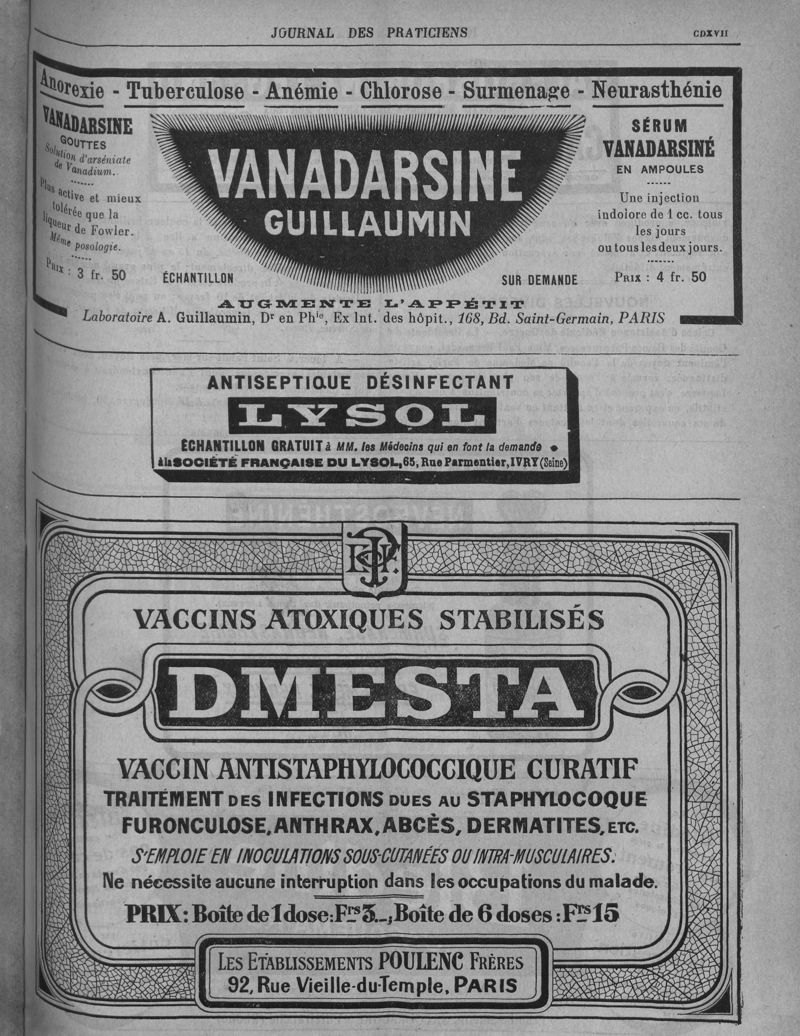 JOURNAL DES PRATICIENS CDXVII
Anorexie - Tuberculose - Anémie - Chlorose - Surmenage - Neurasthénie
VANADARSINE
GOUTTES
Solution d'arséniate
de Vanadium.
Plus active et mieux
tolérée que la
liqueur de Fowler.
Même posologie.
PRIX : 3 fr. 50
VANADARSINE
GUILLAUMIN
ÉCHANTILLON SUR DEMANDE
SÉRUM
VANADARSINÉ
EN AMPOULES
Une injection
indolore de 1 cc. tous
les jours
ou tous les deux jours.
PRIX : 4 fr. 50
AUGMENTE L'APPÉTIT
Laboratoire A. Guillaumin, Dr en Phie, Ex Int. des hôpit., 168, Bd. Saint-Germain, PARIS
ANTISEPTIQUE DÉSINFECTANT
LYSOL
ÉCHANTILLON GRATUIT à MM. les Médecins qui en font la demande
à la SOCIÉTÉ FRANÇAISE DU LYSOL, 65, Rue Parmentier, IVRY (Seine)
VACCINS ATOXIQUES STABILISÉS
DMESTA
VACCIN ANTISTAPHYLOCOCCIQUE CURATIF
TRAITÉMENT DES INFECTIONS DUES AU STAPHYLOCOQUE
FURONCULOSE, ANTHRAX, ABCÈS, DERMATITES, ETC.
S'EMPLOIE EN INOCULATIONS SOUS-CUTANÉES OU INTRA-MUSCULAIRES.
Ne nécessite aucune interruption dans les occupations du malade.
PRIX: Boîte de 1 dose: Frs 3._, Boîte de 6 doses: Frs 15
LES ETABLISSEMENTS POULENC FRÈRES
92, Rue Vieille-du-Temple, PARIS